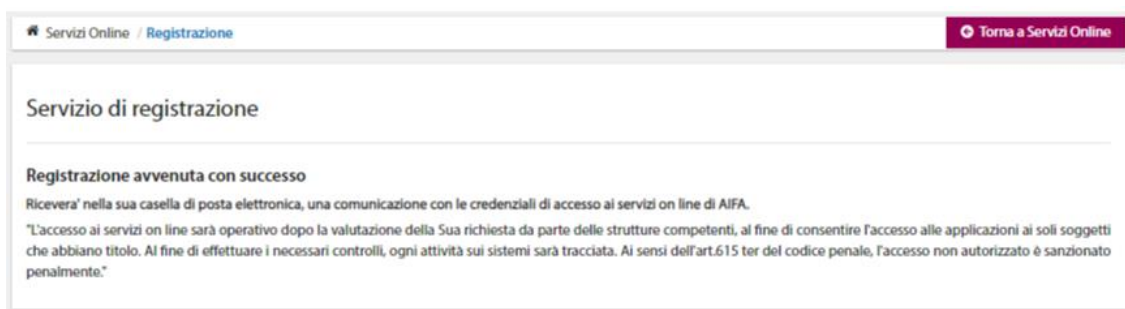 Servizi Online / Registrazione
Torna a Servizi Online
Servizio di registrazione
Registrazione avvenuta con successo
Ricevera' nella sua casella di posta elettronica, una comunicazione con le credenziali di accesso ai servizi on line di AIFA.
"L'accesso ai servizi on line sarà operativo dopo la valutazione della Sua richiesta da parte delle strutture competenti, al fine di consentire l'accesso alle applicazioni ai soli soggetti
che abbiano titolo. Al fine di effettuare i necessari controlli, ogni attività sui sistemi sarà tracciata. Ai sensi dell'art.615 ter del codice penale, l'accesso non autorizzato è sanzionato
penalmente."